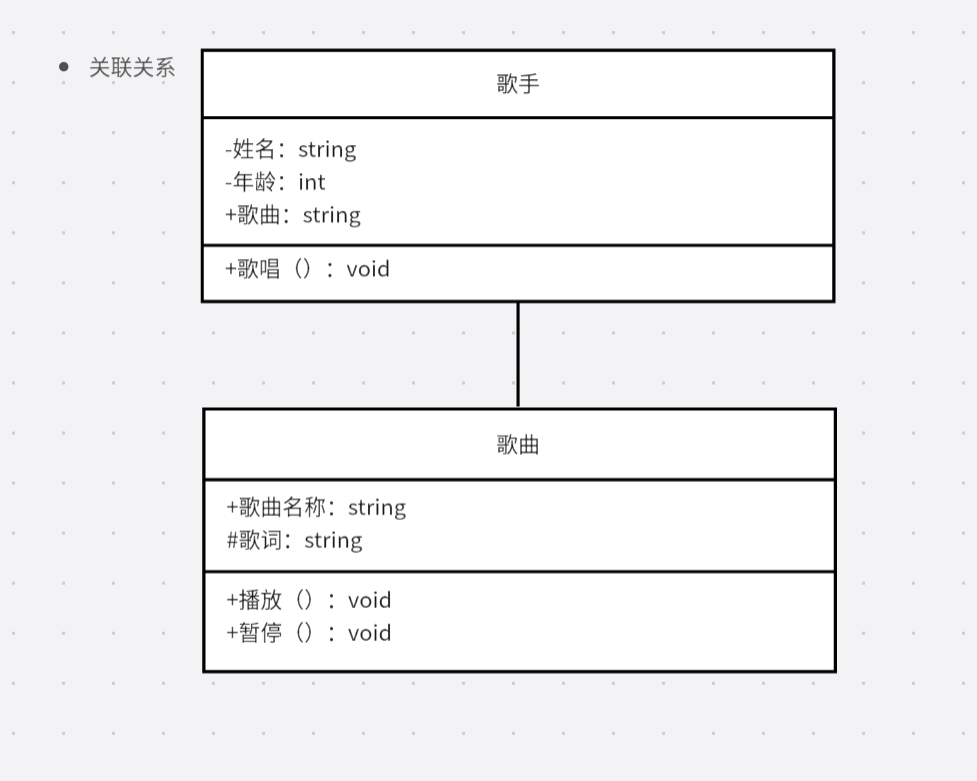 • 关联关系
歌手
-姓名：string
-年龄：int
+歌曲：string
+歌唱（）：void
歌曲
+歌曲名称：string
#歌词：string
+播放（）：void
+暂停（）：void